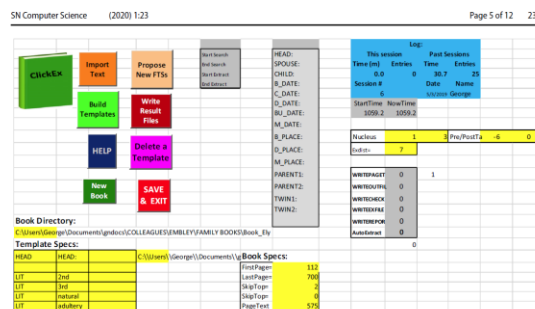 SN Computer Science (2020) 1:23 Page 5 of 12 23
ClickEx
Import Text
Propose New FTSs
Build Templates
Write Result Files
HELP
Delete a Template
New Book
SAVE & EXIT
Start Search
End Search
Start Extract
End Extract
HEAD:
SPOUSE:
CHILD:
B_DATE:
C_DATE:
D_DATE:
BU_DATE:
M_DATE:
B_PLACE:
D_PLACE:
M_PLACE:
PARENT1:
PARENT2:
TWIN1:
TWIN2:
Log:
This session Past Sessions
Time (m) Entries Time Entries
0.0 0 30.7 25
Session # Date Name
6 George
StartTime NowTime
1059.2 1059.2
Nucleus 1 3 Pre/PostTa -6 0
Exdist= 7
WRITEPAGET 0 1
WRITEOUTFIL 0
WRITECHECK 0
WRITEEXFILE 0
WRITEREPOR 0
AutoExtract 0
0
Book Directory:
C:\Users\George\Documents\gndocs\COLLEAGUES\EMBLEY\FAMILY BOOKS\Book_Ely
Template Specs:
HEAD HEAD: C:\\Users\\George\\Documents\\g Book Specs:
FirstPage= 112
LIT 2nd LastPage= 700
LIT 3rd SkipTop= 2
LIT natural SkipTop= 0
LIT adultery PageText 575